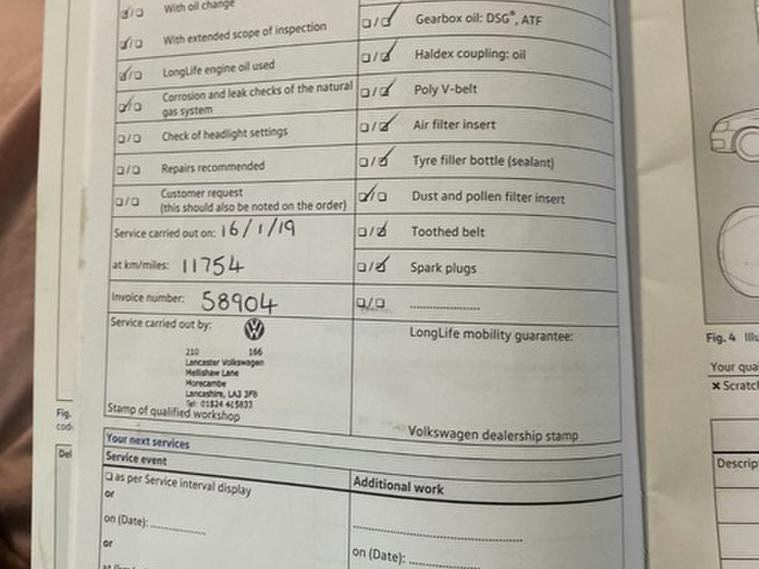 With oil change
Gearbox oil: DSG®, ATF
With extended scope of inspection
Haldex coupling: oil
LongLife engine oil used
Poly V-belt
Corrosion and leak checks of the natural
gas system
Air filter insert
Check of headlight settings
Tyre filler bottle (sealant)
Repairs recommended
Dust and pollen filter insert
Customer request
(this should also be noted on the order)
Toothed belt
Service carried out on: 16/1/19
Spark plugs
at km/miles: 11754
Invoice number: 58904
Service carried out by:
LongLife mobility guarantee:
210 166
Lancaster Volkswagen
Mellishaw Lane
Morecambe
Lancashire, LA3 3FB
Tel: 01524 415833
Stamp of qualified workshop
Volkswagen dealership stamp
Your next services
Service event
Additional work
as per Service interval display
or
on (Date):
or
on (Date):
Fig.
cod
Del
Fig. 4 Illu
Your qua
× Scratc
Descrip